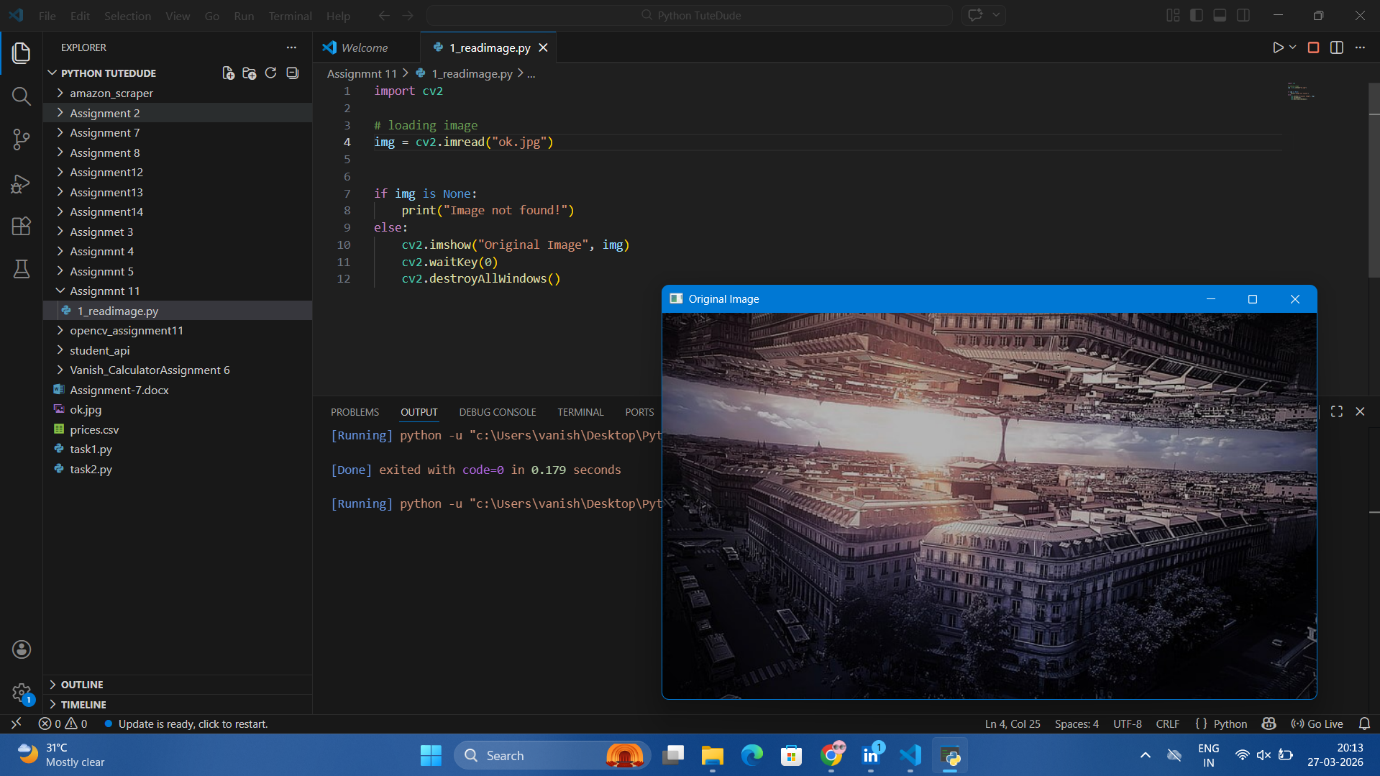 File Edit Selection View Go Run Terminal Help
Python TuteDude
EXPLORER
PYTHON TUTEDUDE
amazon_scraper
Assignment 2
Assignment 7
Assignment 8
Assignment12
Assignment13
Assignment14
Assignmet 3
Assignmnt 4
Assignmnt 5
Assignmnt 11
1_readimage.py
opencv_assignment11
student_api
Vanish_CalculatorAssignment 6
Assignment-7.docx
ok.jpg
prices.csv
task1.py
task2.py
OUTLINE
TIMELINE
Welcome
1_readimage.py
Assignmnt 11 > 1_readimage.py > ...
1 import cv2
2
3 # loading image
4 img = cv2.imread("ok.jpg")
5
6
7 if img is None:
8 print("Image not found!")
9 else:
10 cv2.imshow("Original Image", img)
11 cv2.waitKey(0)
12 cv2.destroyAllWindows()
Original Image
PROBLEMS OUTPUT DEBUG CONSOLE TERMINAL PORTS
[Running] python -u "c:\Users\vanish\Desktop\Pyt
[Done] exited with code=0 in 0.179 seconds
[Running] python -u "c:\Users\vanish\Desktop\Pyt
1
0 0 Update is ready, click to restart.
Ln 4, Col 25 Spaces: 4 UTF-8 CRLF { } Python Go Live
31°C
Mostly clear
Search
1
ENG
IN
20:13
27-03-2026